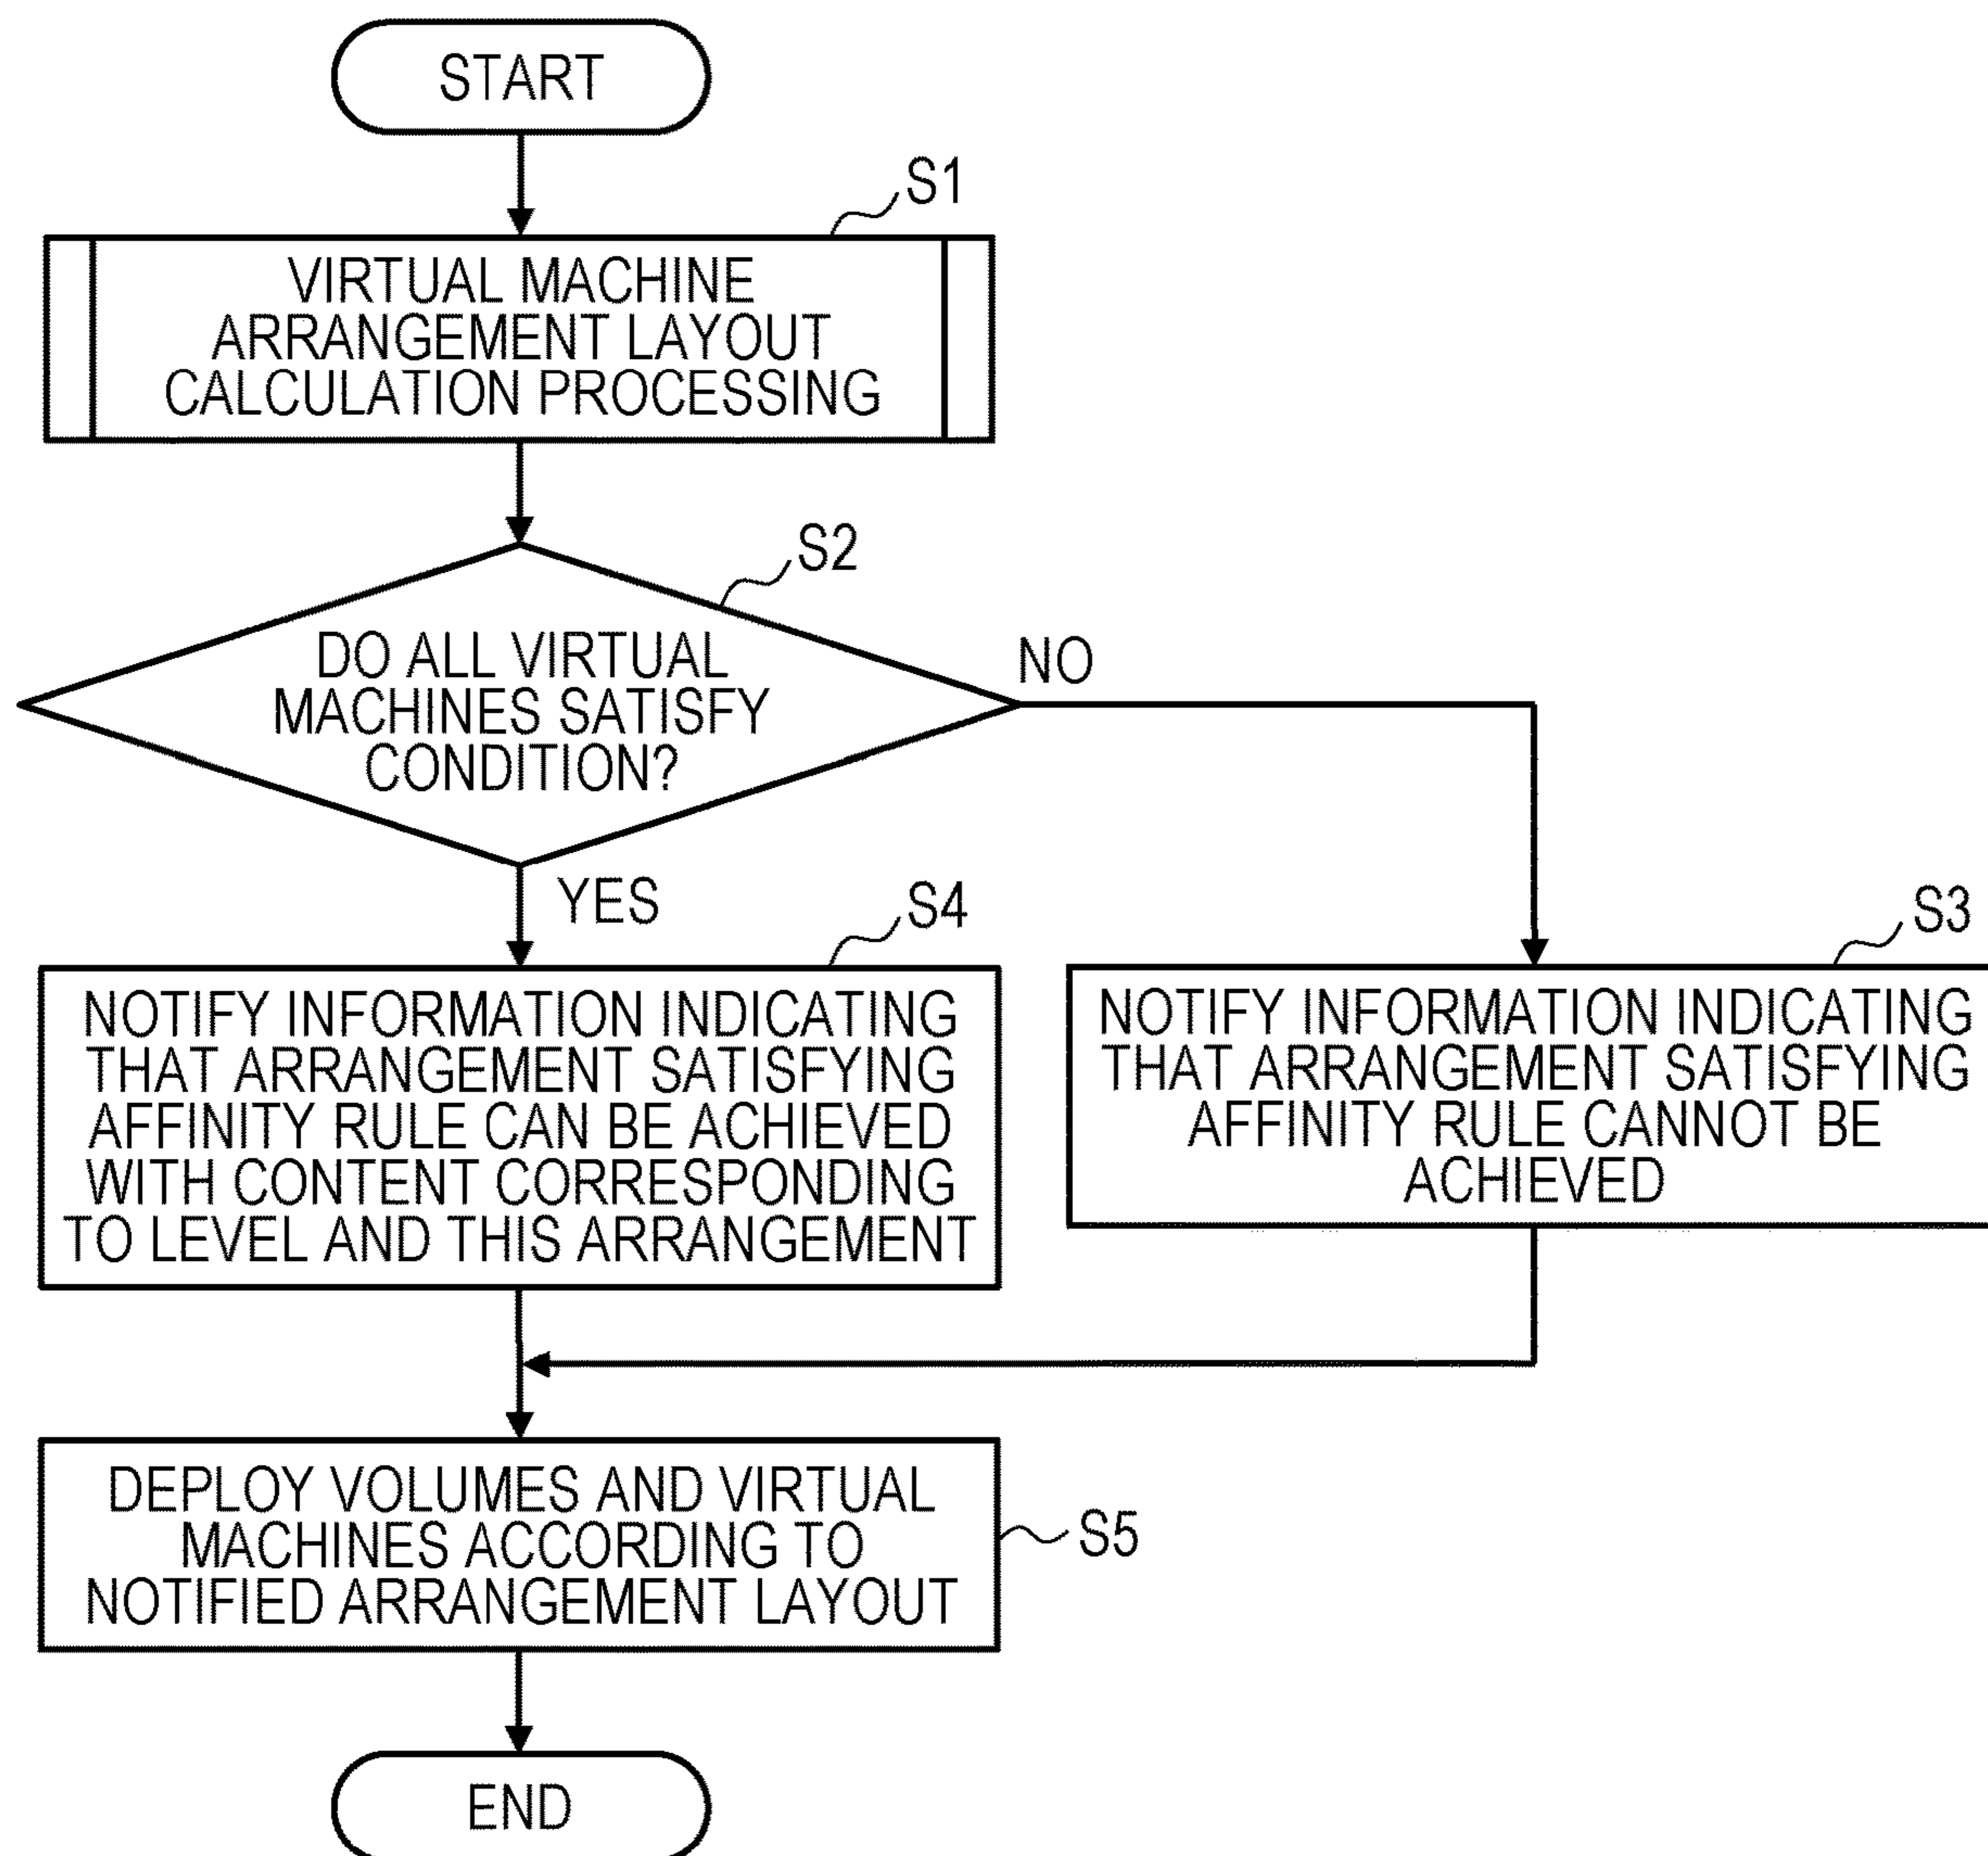 START
S1
VIRTUAL MACHINE
ARRANGEMENT LAYOUT
CALCULATION PROCESSING
S2
DO ALL VIRTUAL
MACHINES SATISFY
CONDITION?
NO
YES
S4
NOTIFY INFORMATION INDICATING
THAT ARRANGEMENT SATISFYING
AFFINITY RULE CAN BE ACHIEVED
WITH CONTENT CORRESPONDING
TO LEVEL AND THIS ARRANGEMENT
S3
NOTIFY INFORMATION INDICATING
THAT ARRANGEMENT SATISFYING
AFFINITY RULE CANNOT BE
ACHIEVED
DEPLOY VOLUMES AND VIRTUAL
MACHINES ACCORDING TO
NOTIFIED ARRANGEMENT LAYOUT
S5
END